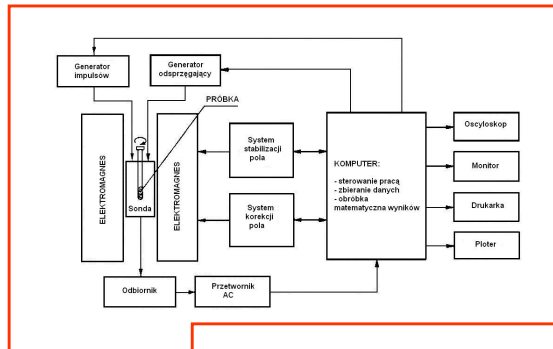 Generator
impulsów
Generator
odsprzęgający
PRÓBKA
ELEKTROMAGNES
Sonda
ELEKTROMAGNES
System
stabilizacji
pola
System
korekcji
pola
KOMPUTER:
- sterowanie pracą
- zbieranie danych
- obróbka
matematyczna wyników
Oscyloskop
Monitor
Drukarka
Ploter
Odbiornik
Przetwornik
AC